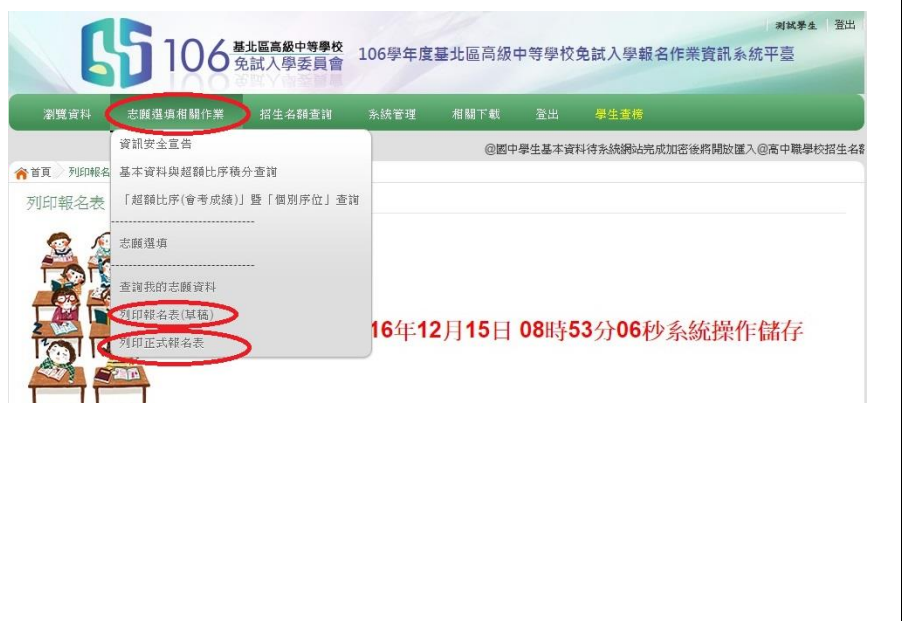 測試學生 登出
106 基北區高級中等學校
免試入學委員會
106學年度基北區高級中等學校免試入學報名作業資訊系統平臺
瀏覽資料 志願選填相關作業 招生名額查詢 系統管理 相關下載 登出 學生查榜
@國中學生基本資料待系統網站完成加密後將開放匯入@高中職學校招生名
首頁 列印報名
列印報名表
資訊安全宣告
基本資料與超額比序積分查詢
「超額比序(會考成績)」暨「個別序位」查詢
------------------------------
志願選填
------------------------------
查詢我的志願資料
列印報名表(草稿)
列印正式報名表
16年12月15日 08時53分06秒系統操作儲存